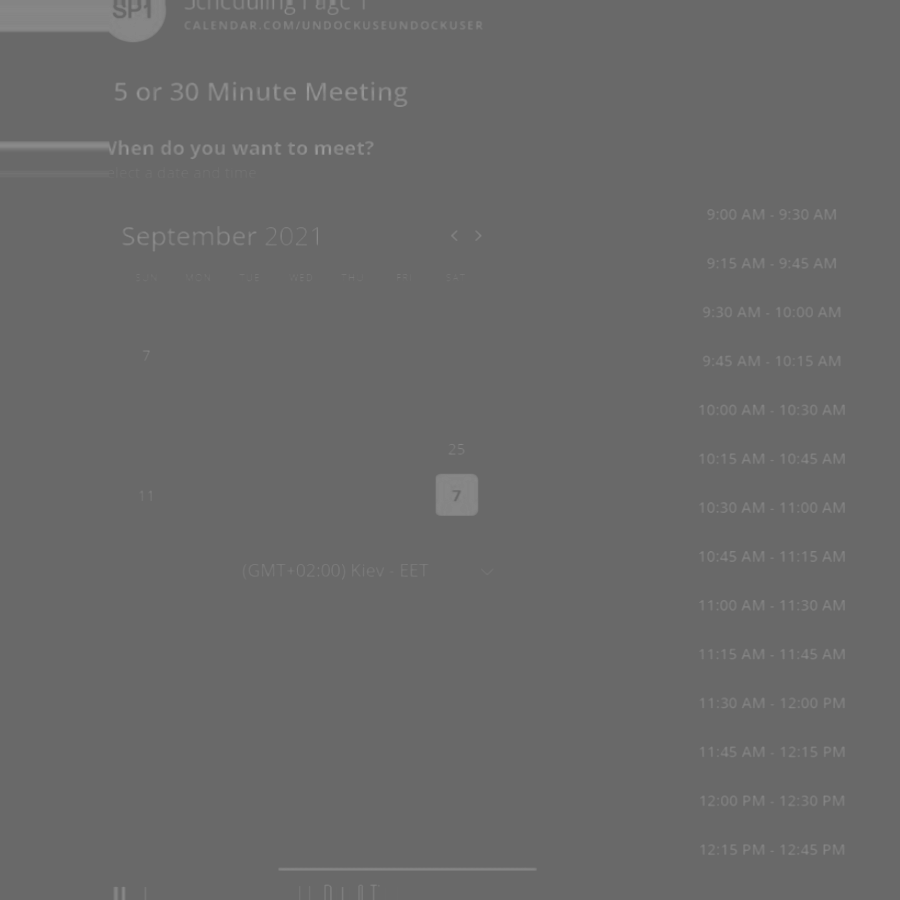 SP1
Scheduling Page 1
CALENDAR.COM/UNDOCKUSEUNDOCKUSER
5 or 30 Minute Meeting
When do you want to meet?
elect a date and time
September 2021
SUN MON TUE WED THU FRI SAT
7
25
11 7
(GMT+02:00) Kiev - EET
9:00 AM - 9:30 AM
9:15 AM - 9:45 AM
9:30 AM - 10:00 AM
9:45 AM - 10:15 AM
10:00 AM - 10:30 AM
10:15 AM - 10:45 AM
10:30 AM - 11:00 AM
10:45 AM - 11:15 AM
11:00 AM - 11:30 AM
11:15 AM - 11:45 AM
11:30 AM - 12:00 PM
11:45 AM - 12:15 PM
12:00 PM - 12:30 PM
12:15 PM - 12:45 PM